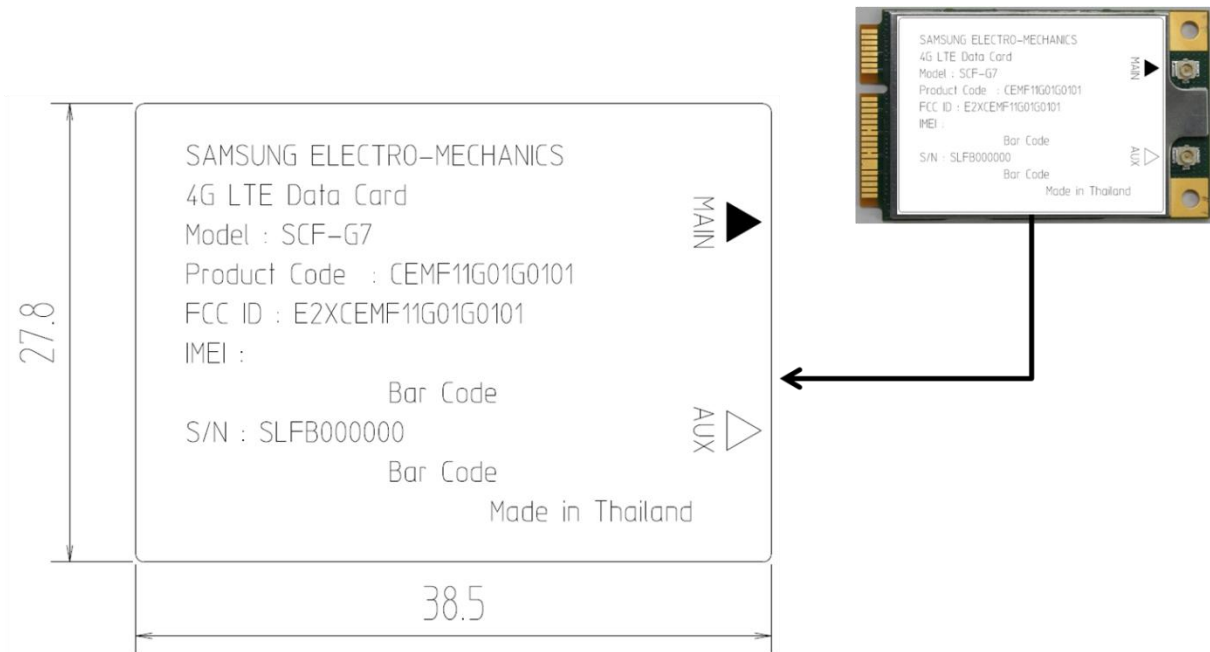 SAMSUNG ELECTRO-MECHANICS
4G LTE Data Card
Model : SCF-G7
Product Code : CEMF11G01G0101
FCC ID : E2XCEMF11G01G0101
IMEI :
Bar Code
S/N : SLFB000000
Bar Code
Made in Thailand
MAIN
AUX
27.8
38.5
SAMSUNG ELECTRO-MECHANICS
4G LTE Data Card
Model : SCF-G7
Product Code : CEMF11G01G0101
FCC ID : E2XCEMF11G01G0101
IMEI :
Bar Code
S/N : SLFB000000
Bar Code
Made in Thailand
MAIN
AUX